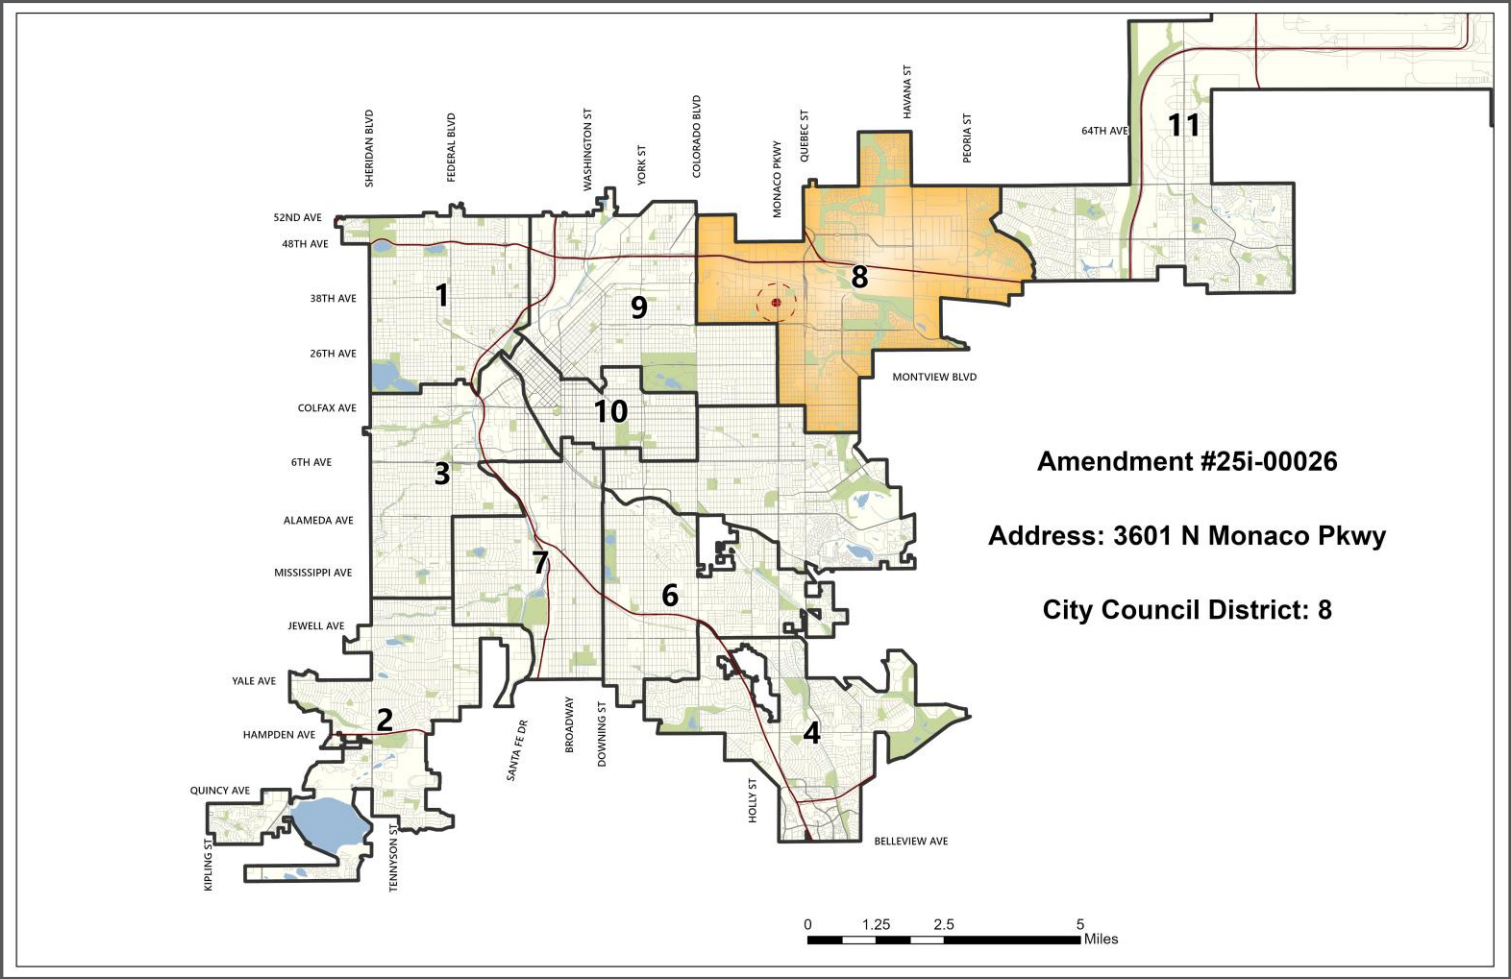 HAVANA ST
SHERIDAN BLVD
FEDERAL BLVD
WASHINGTON ST
YORK ST
COLORADO BLVD
MONACO PKWY
QUEBEC ST
PEORIA ST
64TH AVE
11
52ND AVE
48TH AVE
8
1
38TH AVE
9
26TH AVE
MONTVIEW BLVD
COLFAX AVE
10
6TH AVE
3
Amendment #25i-00026
ALAMEDA AVE
Address: 3601 N Monaco Pkwy
7
MISSISSIPPI AVE
6
City Council District: 8
JEWELL AVE
YALE AVE
2
HAMPDEN AVE
4
SANTA FE DR
BROADWAY
DOWNING ST
QUINCY AVE
HOLLY ST
BELLEVIEW AVE
KIPLING ST
TENNYSON ST
0 1.25 2.5 5
Miles